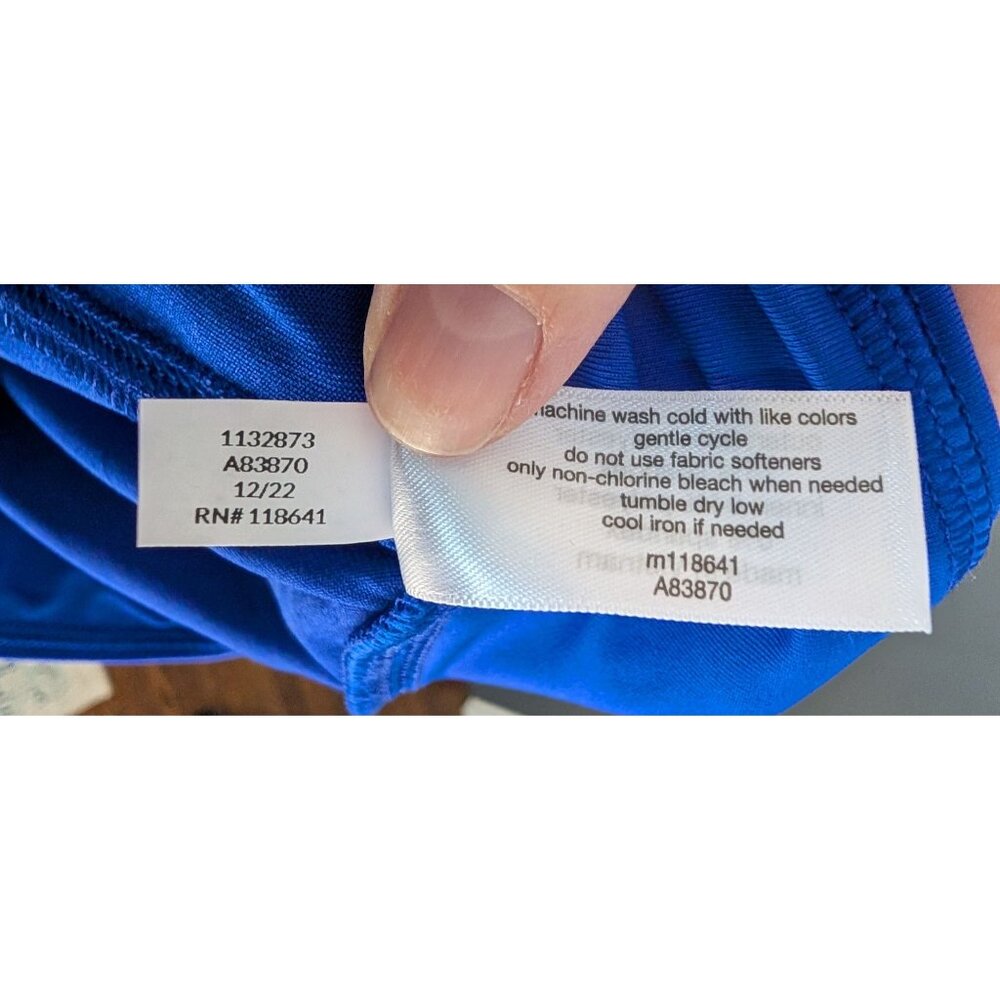 1132873
A83870
12/22
RN# 118641
machine wash cold with like colors
gentle cycle
do not use fabric softeners
only non-chlorine bleach when needed
tumble dry low
cool iron if needed
rn118641
A83870